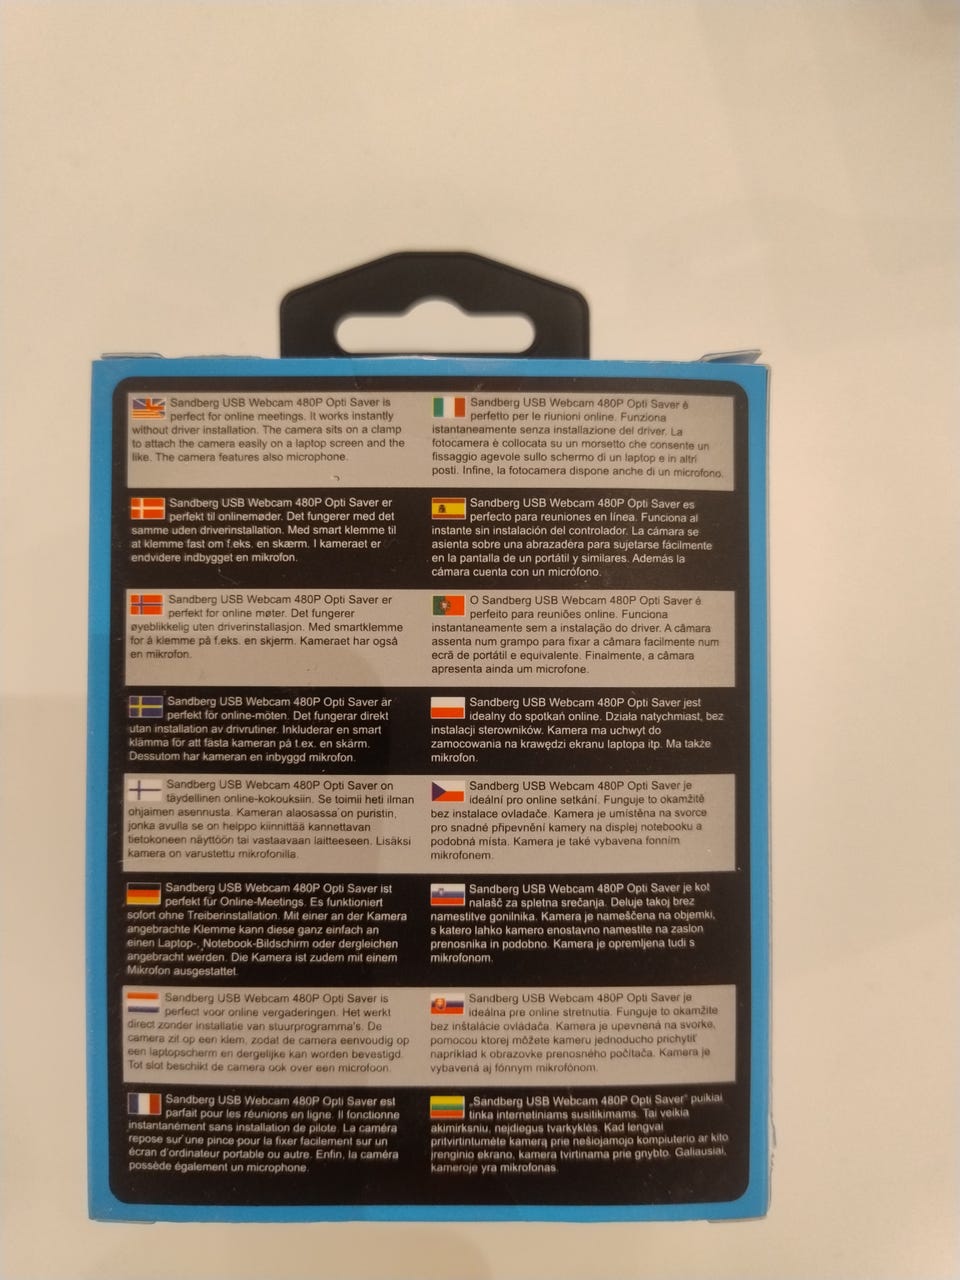 Sandberg USB Webcam 480P Opti Saver is
perfect for online meetings. It works instantly
without driver installation. The camera sits on a clamp
to attach the camera easily on a laptop screen and the
like. The camera features also microphone.
Sandberg USB Webcam 480P Opti Saver er
perfekt til onlinemøder. Det fungerer med det
samme uden driverinstallation. Med smart klemme til
at klemme fast om f.eks. en skærm. I kameraet er
endvidere indbygget en mikrofon.
Sandberg USB Webcam 480P Opti Saver er
perfekt for online møter. Det fungerer
øyeblikkelig uten driverinstallasjon. Med smartklemme
for å klemme på f.eks. en skjerm. Kameraet har også
en mikrofon.
Sandberg USB Webcam 480P Opti Saver är
perfekt för online-möten. Det fungerar direkt
utan installation av drivrutiner. Inkluderar en smart
klämma för att fästa kameran på t.ex. en skärm.
Dessutom har kameran en inbyggd mikrofon.
Sandberg USB Webcam 480P Opti Saver on
täydellinen online-kokouksiin. Se toimii heti ilman
ohjaimen asennusta. Kameran alaosassa on puristin,
jonka avulla se on helppo kiinnittää kannettavan
tietokoneen näyttöön tai vastaavaan laitteeseen. Lisäksi
kamera on varustettu mikrofonilla.
Sandberg USB Webcam 480P Opti Saver ist
perfekt für Online-Meetings. Es funktioniert
sofort ohne Treiberinstallation. Mit einer an der Kamera
angebrachte Klemme kann diese ganz einfach an
einen Laptop-, Notebook-Bildschirm oder dergleichen
angebracht werden. Die Kamera ist zudem mit einem
Mikrofon ausgestattet.
Sandberg USB Webcam 480P Opti Saver is
perfect voor online vergaderingen. Het werkt
direct zonder installatie van stuurprogramma's. De
camera zit op een klem, zodat de camera eenvoudig op
een laptopscherm en dergelijke kan worden bevestigd.
Tot slot beschikt de camera ook over een microfoon.
Sandberg USB Webcam 480P Opti Saver est
parfait pour les réunions en ligne. Il fonctionne
instantanément sans installation de pilote. La caméra
repose sur une pince pour la fixer facilement sur un
écran d'ordinateur portable ou autre. Enfin, la caméra
possède également un microphone.
Sandberg USB Webcam 480P Opti Saver è
perfetto per le riunioni online. Funziona
istantaneamente senza installazione del driver. La
fotocamera è collocata su un morsetto che consente un
fissaggio agevole sullo schermo di un laptop e in altri
posti. Infine, la fotocamera dispone anche di un microfono.
Sandberg USB Webcam 480P Opti Saver es
perfecto para reuniones en línea. Funciona al
instante sin instalación del controlador. La cámara se
asienta sobre una abrazadéra para sujetarse fácilmente
en la pantalla de un portátil y similares. Además la
cámara cuenta con un micrófono.
O Sandberg USB Webcam 480P Opti Saver é
perfeito para reuniões online. Funciona
instantaneamente sem a instalação do driver. A câmara
assenta num grampo para fixar a câmara facilmente num
ecrã de portátil e equivalente. Finalmente, a câmara
apresenta ainda um microfone.
Sandberg USB Webcam 480P Opti Saver jest
idealny do spotkań online. Działa natychmiast, bez
instalacji sterowników. Kamera ma uchwyt do
zamocowania na krawędzi ekranu laptopa itp. Ma także
mikrofon.
Sandberg USB Webcam 480P Opti Saver je
ideální pro online setkání. Funguje to okamžitě
bez instalace ovladače. Kamera je umístěna na svorce
pro snadné připevnění kamery na displej notebooku a
podobná místa. Kamera je také vybavena fonním
mikrofonem.
Sandberg USB Webcam 480P Opti Saver je kot
nalašč za spletna srečanja. Deluje takoj brez
namestitve gonilnika. Kamera je nameščena na objemki,
s katero lahko kamero enostavno namestite na zaslon
prenosnika in podobno. Kamera je opremljena tudi s
mikrofonom.
Sandberg USB Webcam 480P Opti Saver je
ideálna pre online stretnutia. Funguje to okamžite
bez inštalácie ovládača. Kamera je upevnená na svorke,
pomocou ktorej môžete kameru jednoducho prichytiť
napríklad k obrazovke prenosného počítača. Kamera je
vybavená aj fónnym mikrofónom.
„Sandberg USB Webcam 480P Opti Saver“ puikiai
tinka internetiniams susitikimams. Tai veikia
akimirksniu, neįdiegus tvarkyklės. Kad lengvai
pritvirtintumėte kamerą prie nešiojamojo kompiuterio ar kito
įrenginio ekrano, kamera tvirtinama prie gnybto. Galiausiai,
kameroje yra mikrofonas.